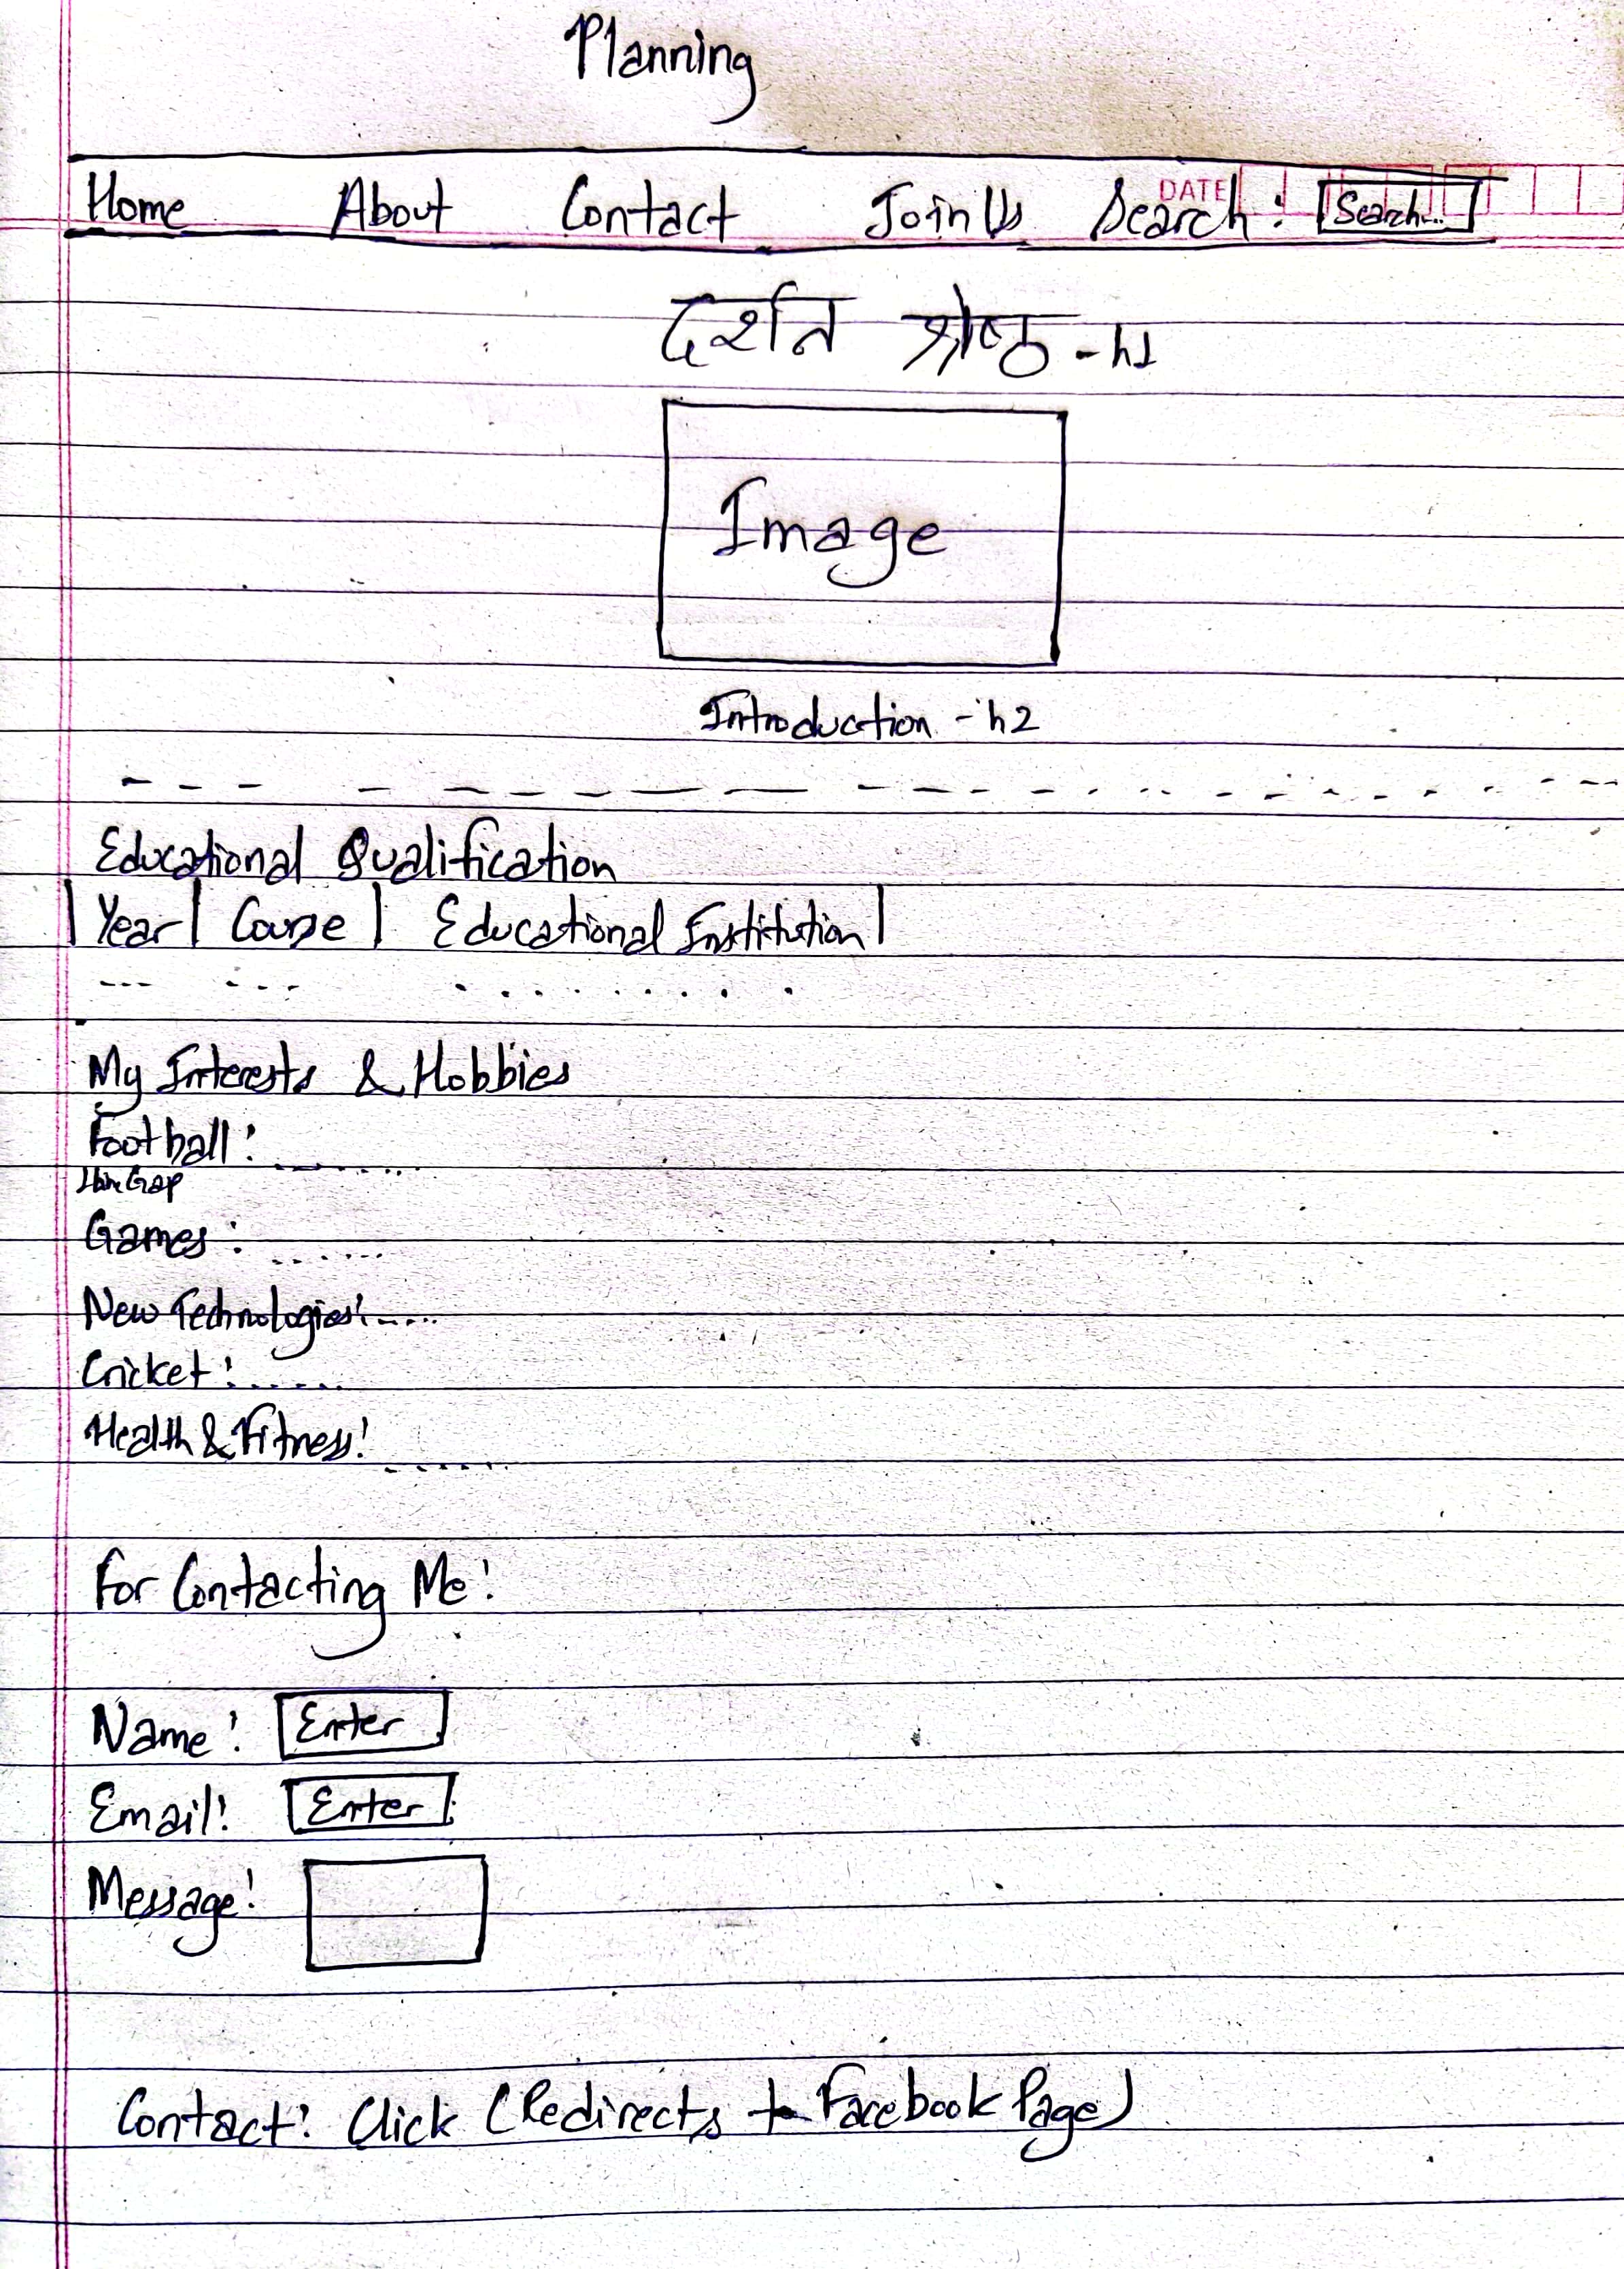 Planning
DATE
Home About Contact Join Us Search: Search...
दर्शन श्रेष्ठ - h1
Image
Introduction - h2
Educational Qualification
| Year | Course | Educational Institution |
My Interests & Hobbies
Football: .......
Gap
Games: .......
New Technologies: .....
Cricket: ......
Health & Fitness: ......
For Contacting Me:
Name: Enter
Email: Enter
Message:
Contact: Click (Redirects to Facebook Page)